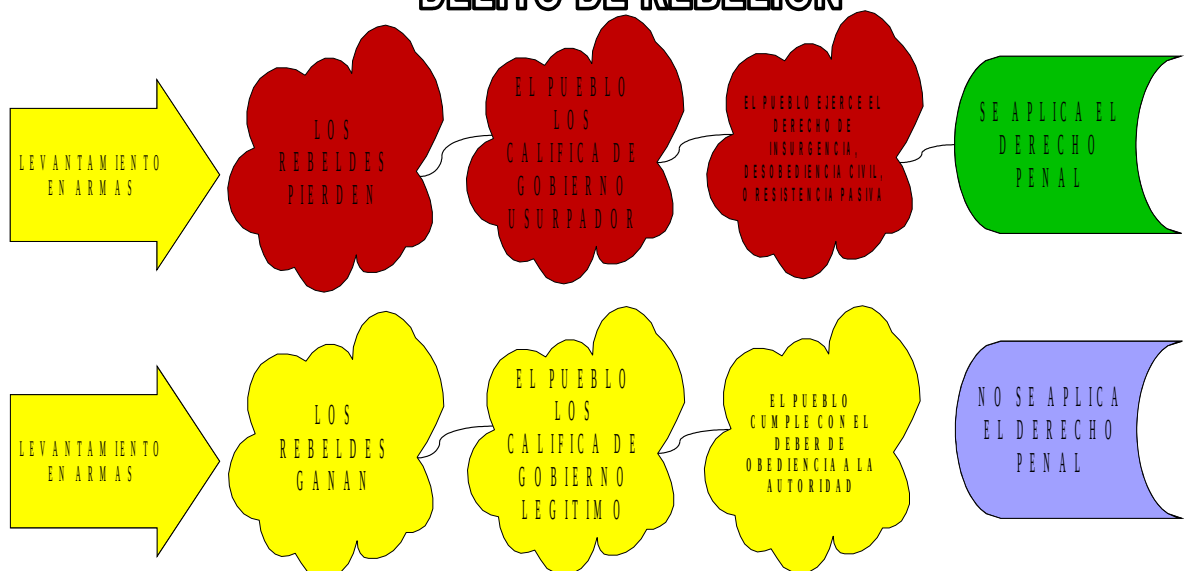 DELITO DE REBELION
LEVANTAMIENTO
EN ARMAS
LOS
REBELDES
PIERDEN
EL PUEBLO
LOS
CALIFICA DE
GOBIERNO
USURPADOR
EL PUEBLO EJERCE EL
DERECHO DE
INSURGENCIA,
DESOBEDIENCIA CIVIL,
O RESISTENCIA PASIVA
SE APLICA EL
DERECHO
PENAL
LEVANTAMIENTO
EN ARMAS
LOS
REBELDES
GANAN
EL PUEBLO
LOS
CALIFICA DE
GOBIERNO
LEGITIMO
EL PUEBLO
CUMPLE CON EL
DEBER DE
OBEDIENCIA A LA
AUTORIDAD
NO SE APLICA
EL DERECHO
PENAL